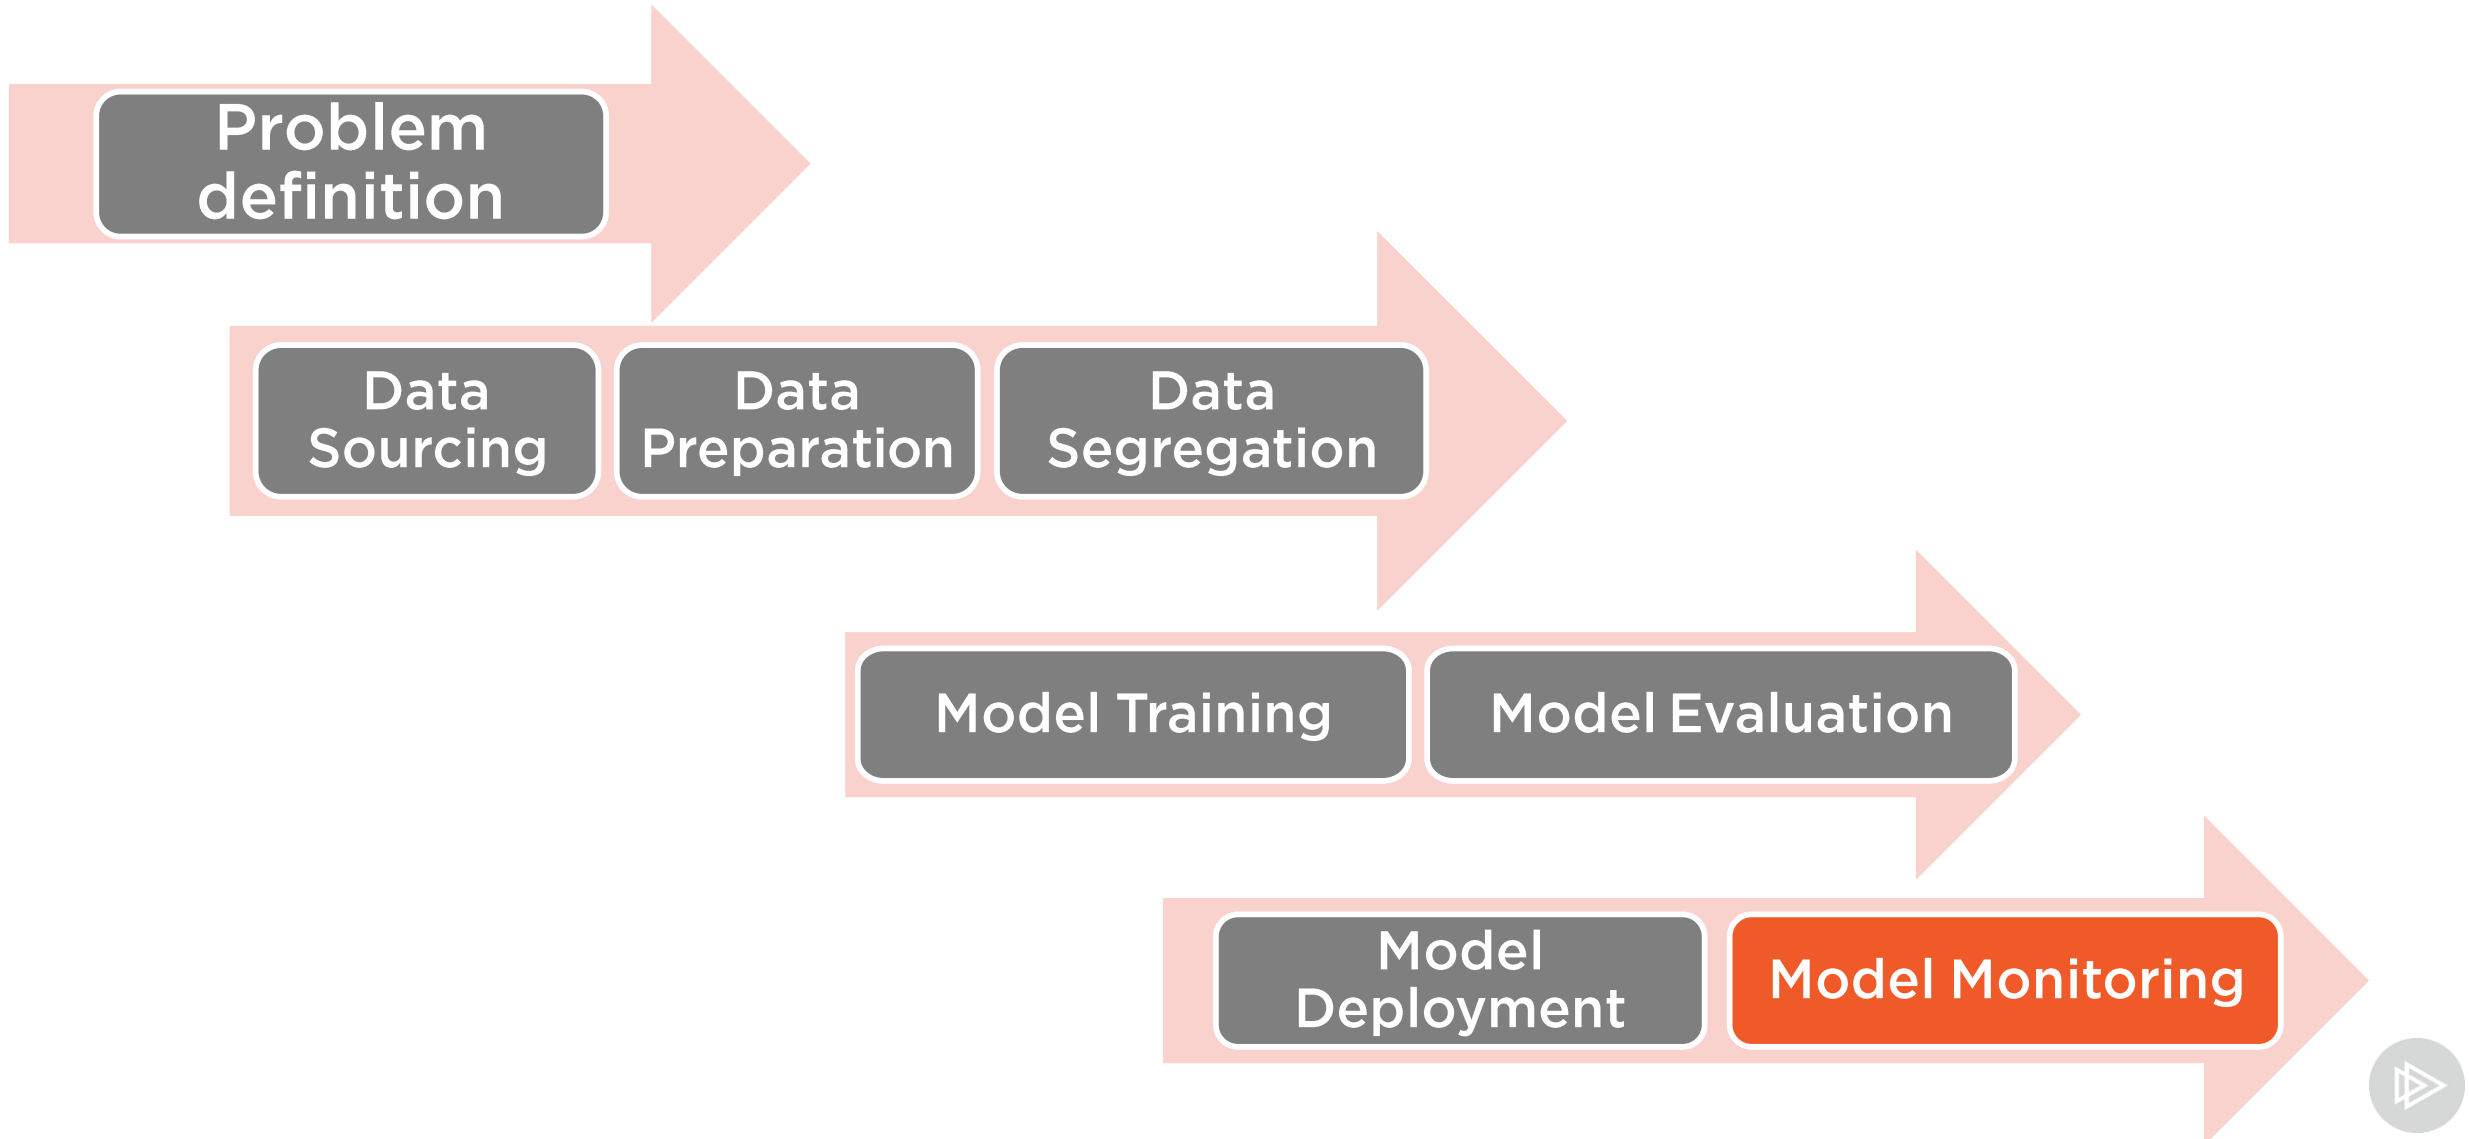 Problem
definition
Data
Sourcing
Data
Preparation
Data
Segregation
Model Training
Model Evaluation
Model
Deployment
Model Monitoring